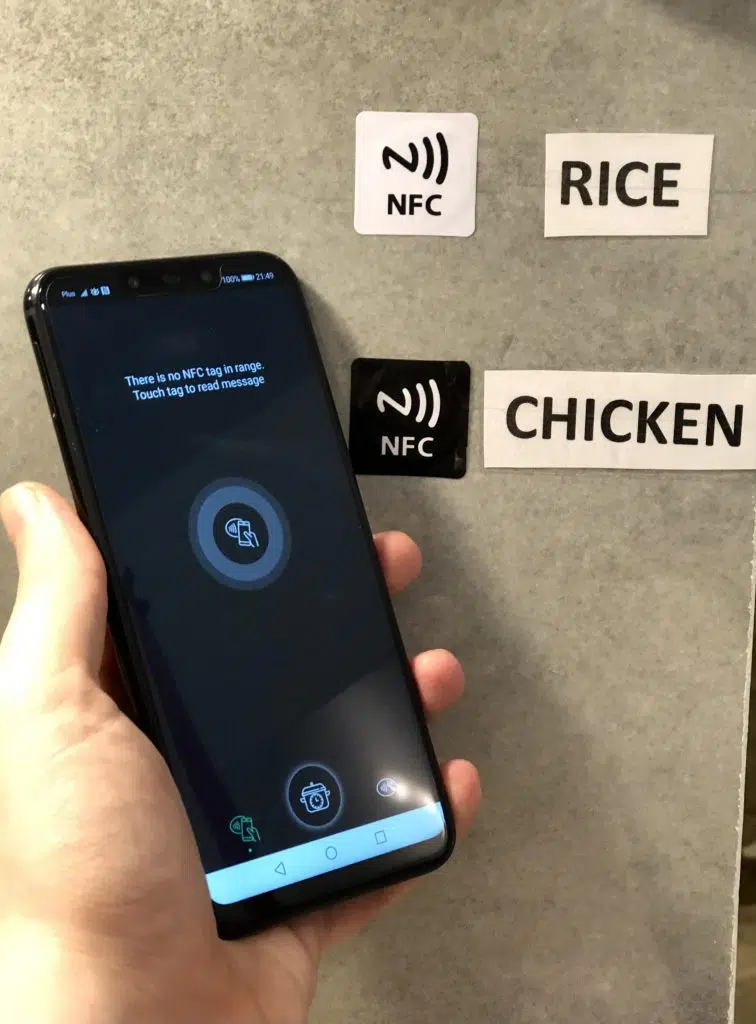 NFC
RICE
NFC
CHICKEN
Plus
100%
21:49
There is no NFC tag in range.
Touch tag to read message